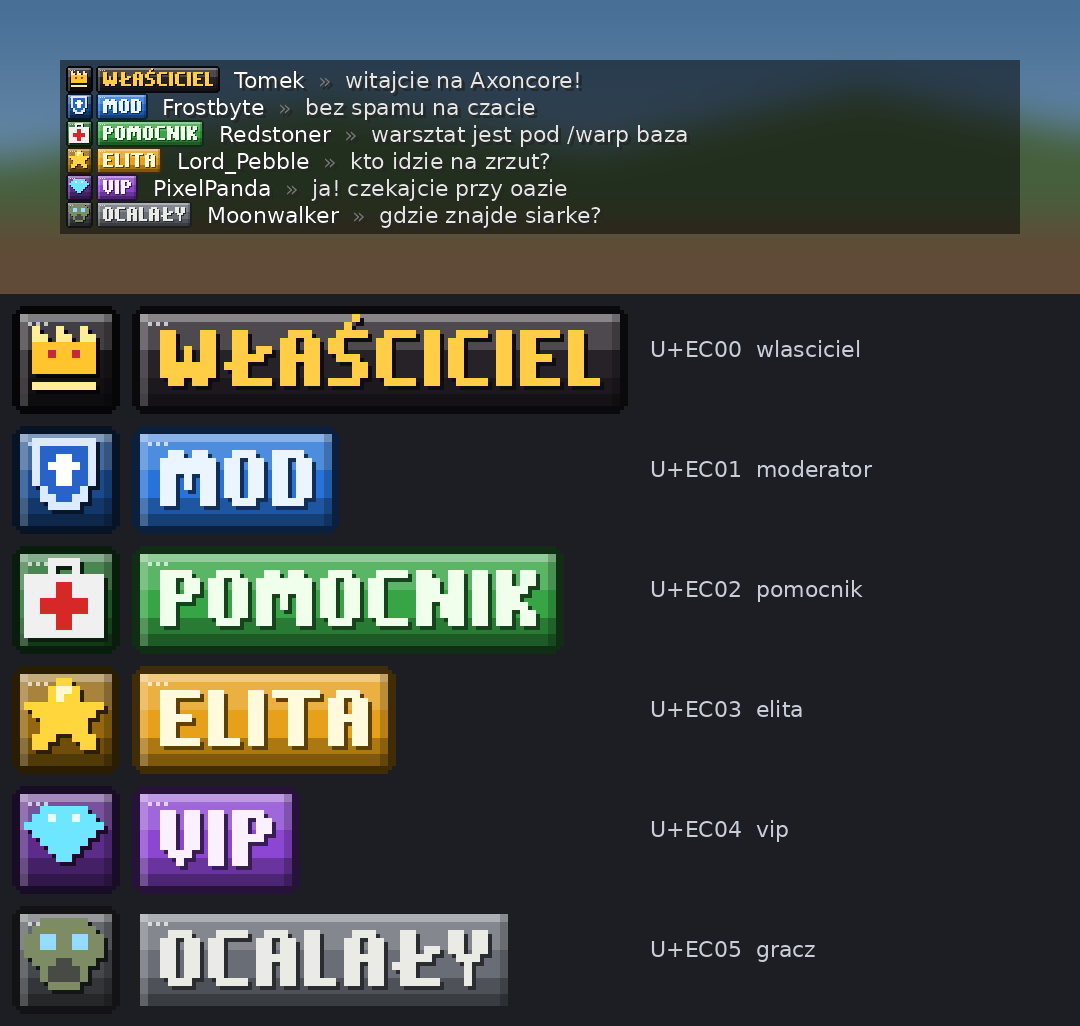 WŁAŚCICIEL Tomek » witajcie na Axoncore!
MOD Frostbyte » bez spamu na czacie
POMOCNIK Redstoner » warsztat jest pod /warp baza
ELITA Lord_Pebble » kto idzie na zrzut?
VIP PixelPanda » ja! czekajcie przy oazie
OCALAŁY Moonwalker » gdzie znajde siarke?
WŁAŚCICIEL U+EC00 wlasciciel
MOD U+EC01 moderator
POMOCNIK U+EC02 pomocnik
ELITA U+EC03 elita
VIP U+EC04 vip
OCALAŁY U+EC05 gracz